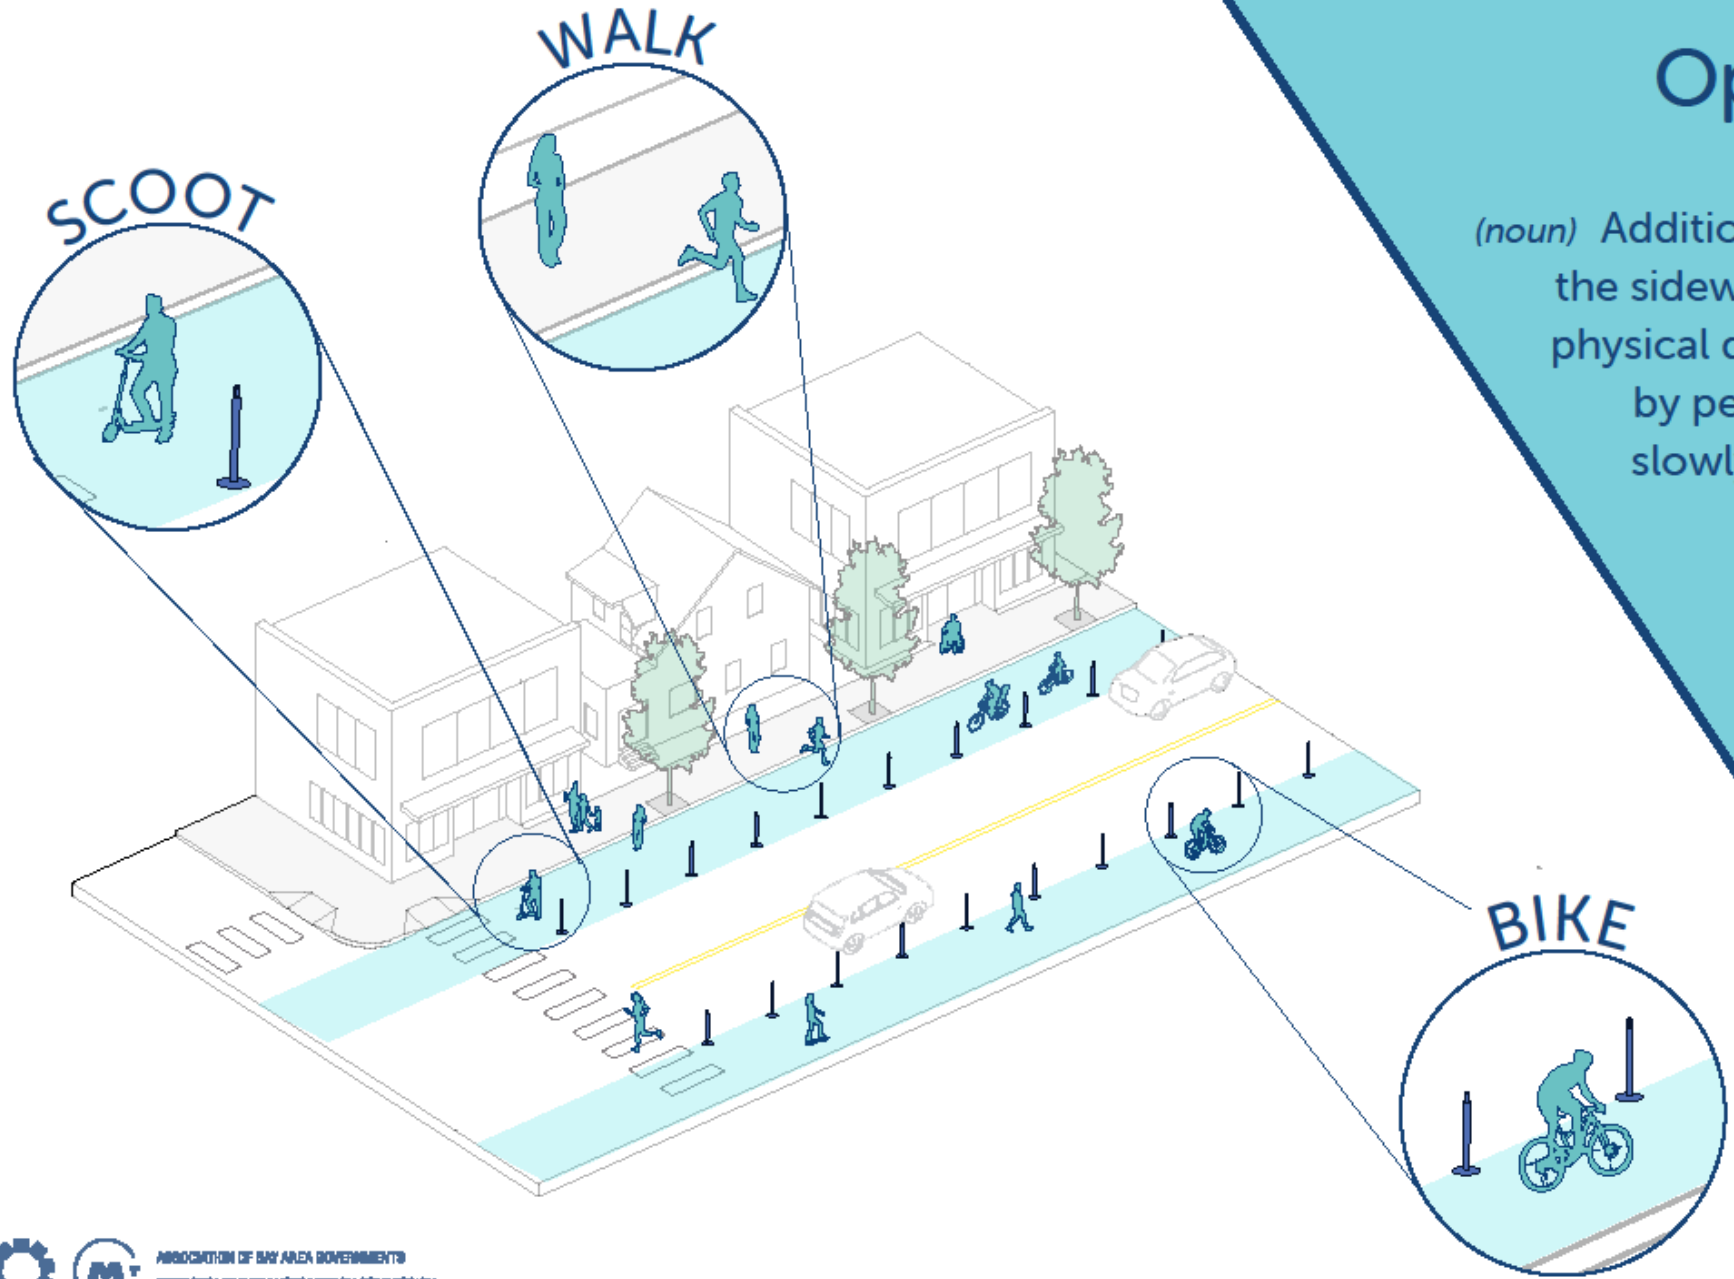 WALK
SCOOT
Op
(noun) Additio
the sidew
physical
by pe
slowl
BIKE
ASSOCIATION OF BAY AREA GOVERNMENTS